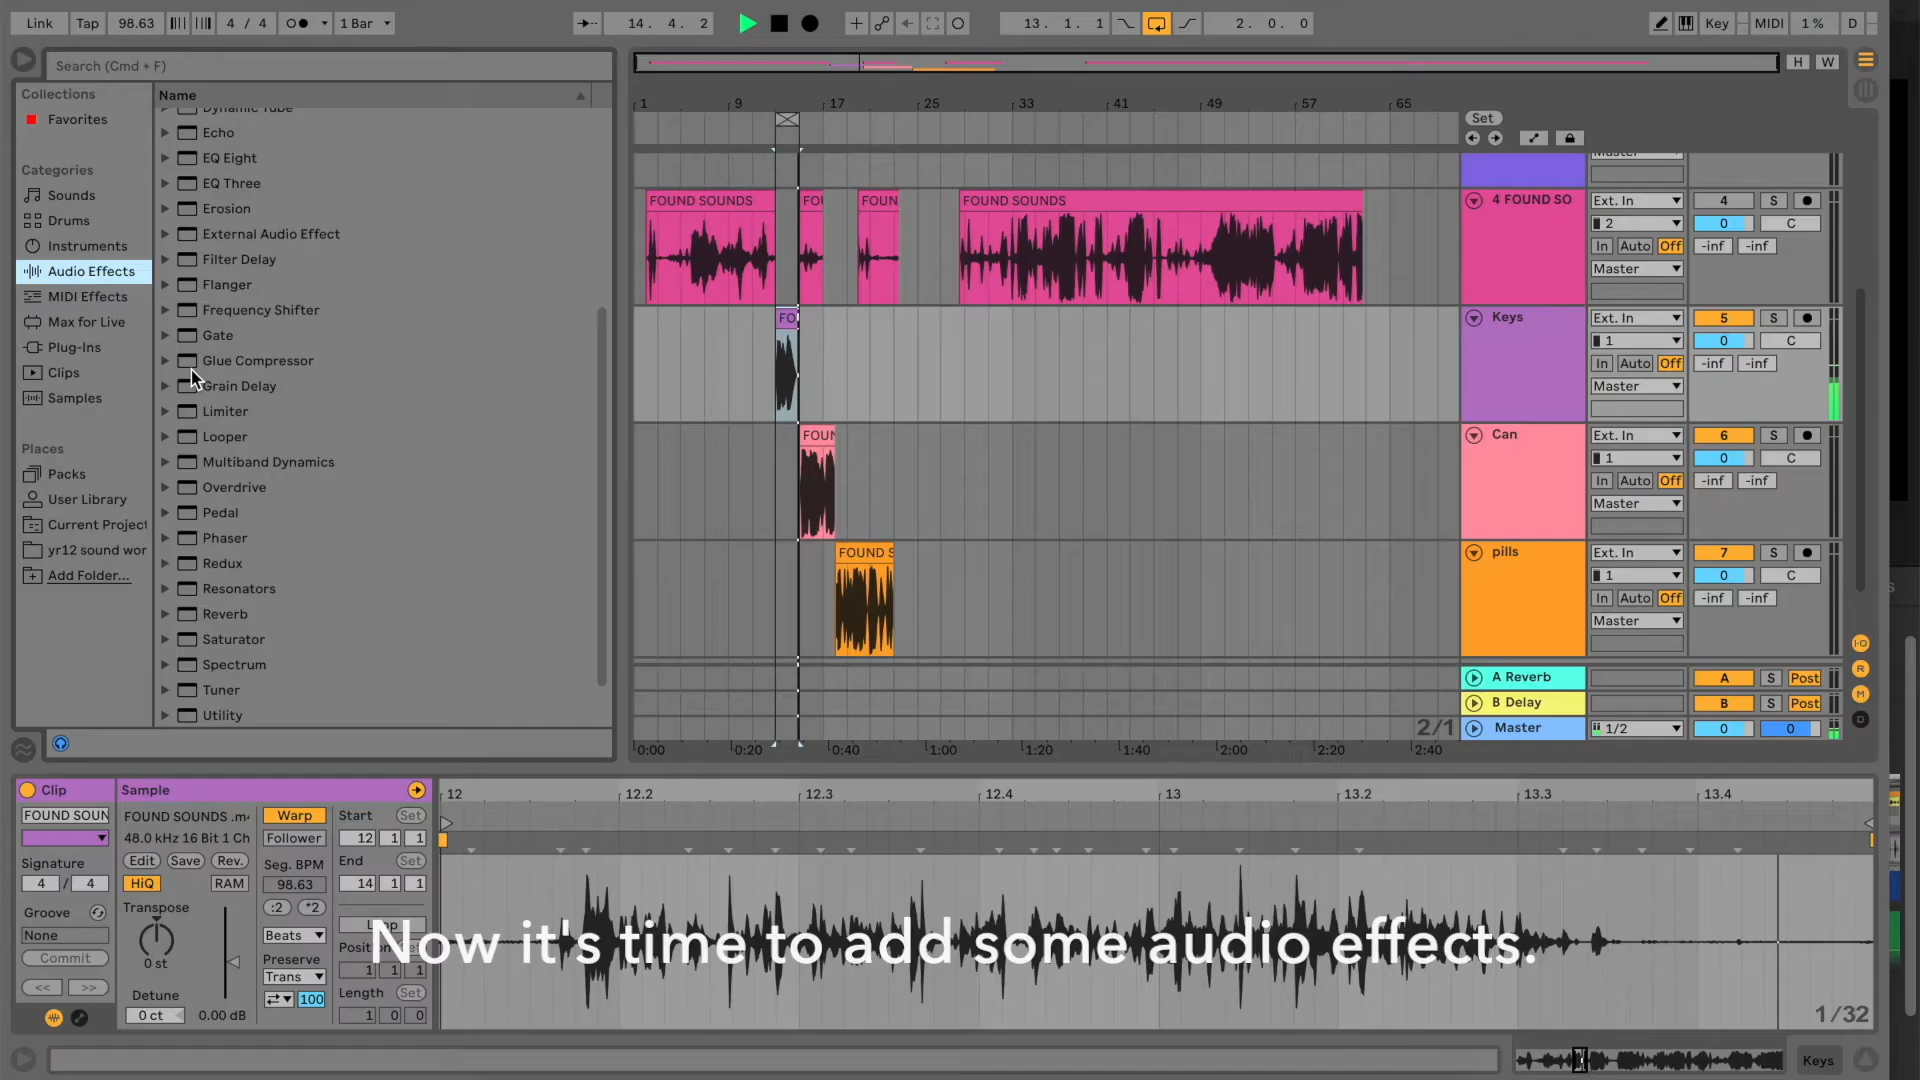 Link Tap 98.63 4 / 4 1 Bar 14. 4. 2 13. 1. 1 2. 0. 0 Key MIDI 1 % D
Search (Cmd + F)
H W
Collections
Name
Favorites
Categories
Sounds
Drums
Instruments
Audio Effects
MIDI Effects
Max for Live
Plug-Ins
Clips
Samples
Places
Packs
User Library
Current Project
yr12 sound wor
Add Folder...
Dynamic Tube
Echo
EQ Eight
EQ Three
Erosion
External Audio Effect
Filter Delay
Flanger
Frequency Shifter
Gate
Glue Compressor
Grain Delay
Limiter
Looper
Multiband Dynamics
Overdrive
Pedal
Phaser
Redux
Resonators
Reverb
Saturator
Spectrum
Tuner
Utility
1 9 17 25 33 41 49 57 65
Set
Master
FOUND SOUNDS FOU FOUN FOUND SOUNDS
4 FOUND SO Ext. In 4 S
2 0 C
In Auto Off -inf -inf
Master
FO
Keys Ext. In 5 S
1 0 C
In Auto Off -inf -inf
Master
FOUN
Can Ext. In 6 S
1 0 C
In Auto Off -inf -inf
Master
FOUND S
pills Ext. In 7 S
1 0 C
In Auto Off -inf -inf
Master
A Reverb A S Post
B Delay B S Post
2/1 Master 1/2 0 0
0:00 0:20 0:40 1:00 1:20 1:40 2:00 2:20 2:40
I·O
R
M
D
Clip Sample
FOUND SOUN
Signature
4 / 4
Groove
None
Commit
<< >>
FOUND SOUNDS .m4
48.0 kHz 16 Bit 1 Ch
Edit Save Rev.
HiQ RAM
Transpose
0 st
Detune
0 ct 0.00 dB
Warp
Follower
Seg. BPM
98.63
:2 *2
Beats
Preserve
Trans
100
Start Set
12 1 1
End Set
14 1 1
Loop
Position Set
1 1 1
Length Set
1 0 0
12 12.2 12.3 12.4 13 13.2 13.3 13.4
Now it's time to add some audio effects.
1/32
Keys